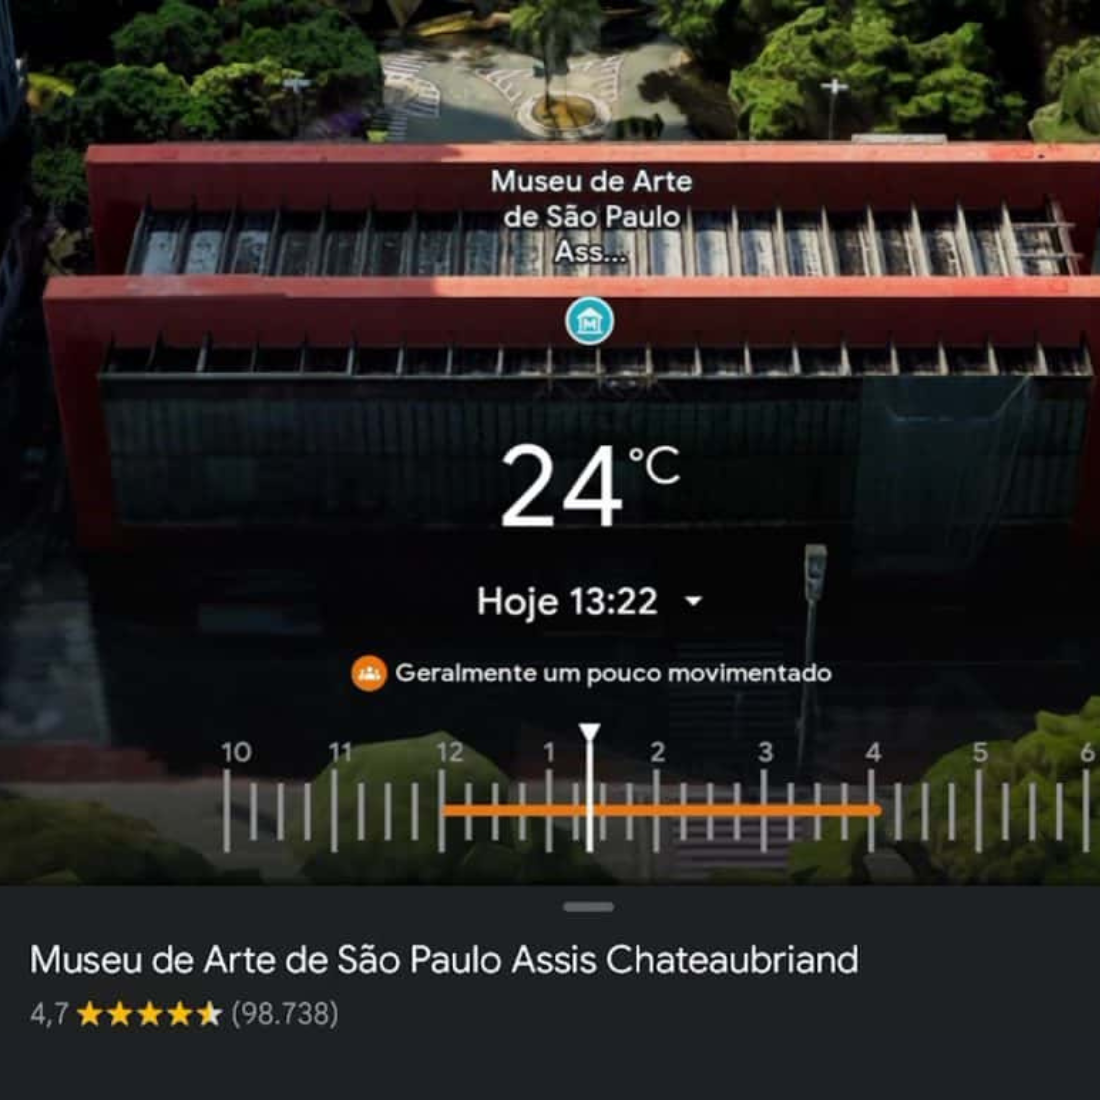 Museu de Arte
de São Paulo
Ass...
M
24 °C
Hoje 13:22
Geralmente um pouco movimentado
10 11 12 1 2 3 4 5 6
Museu de Arte de São Paulo Assis Chateaubriand
4,7 (98.738)